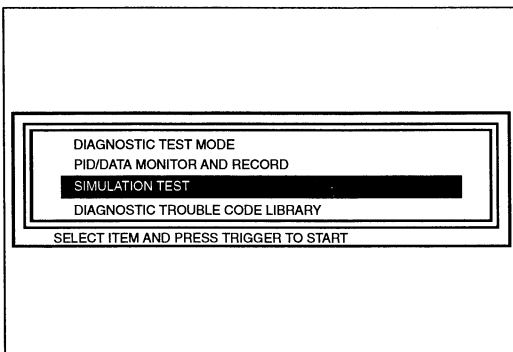 DIAGNOSTIC TEST MODE
PID/DATA MONITOR AND RECORD
SIMULATION TEST
DIAGNOSTIC TROUBLE CODE LIBRARY
SELECT ITEM AND PRESS TRIGGER TO START